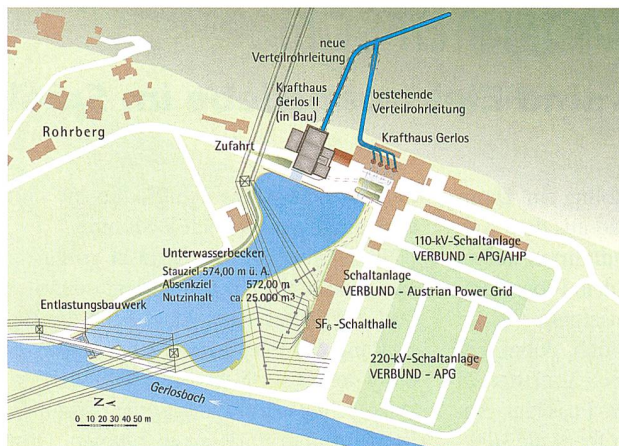 neue
Verteilrohrleitung
Krafthaus
Gerlos II
(in Bau)
bestehende
Verteilrohrleitung
Krafthaus Gerlos
Rohrberg
Zufahrt
110-kV-Schaltanlage
VERBUND - APG/AHP
Unterwasserbecken
Stauziel 574,00 m ü. A.
Absenkziel 572,00 m
Nutzinhalt ca. 25.000 m³
Schaltanlage
VERBUND - Austrian Power Grid
Entlastungsbauwerk
SF₆-Schalthalle
220-kV-Schaltanlage
VERBUND - APG
Gerlosbach
N
0 10 20 30 40 50 m